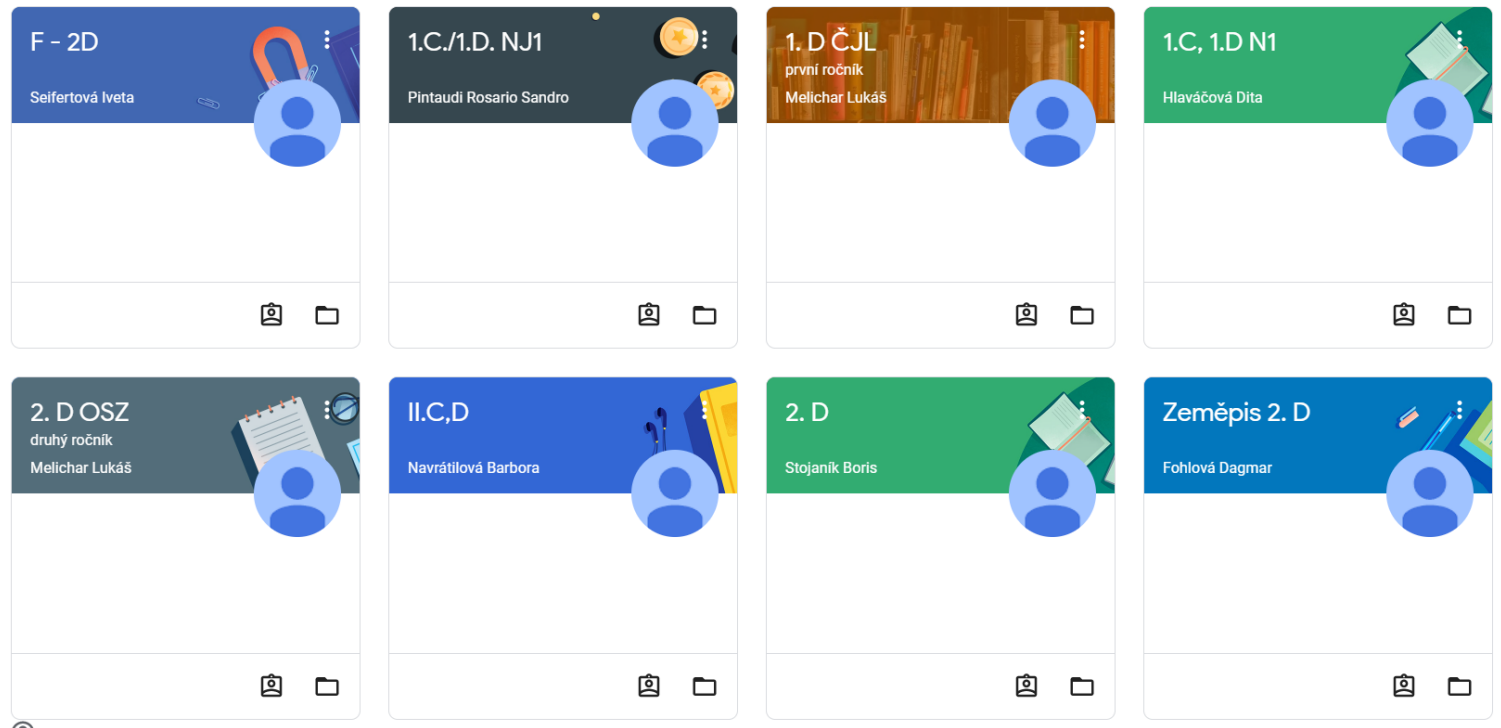 F - 2D
Seifertová Iveta
1.C./1.D. NJ1
Pintaudi Rosario Sandro
1. D ČJL
první ročník
Melichar Lukáš
1.C, 1.D N1
Hlaváčová Dita
2. D OSZ
druhý ročník
Melichar Lukáš
II.C,D
Navrátilová Barbora
2. D
Stojaník Boris
Zeměpis 2. D
Fohlová Dagmar